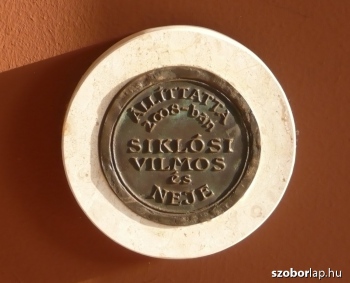 ÁLLÍTTATTA
2008-ban
SIKLÓSI
VILMOS
és
NEJE
szoborlap.hu